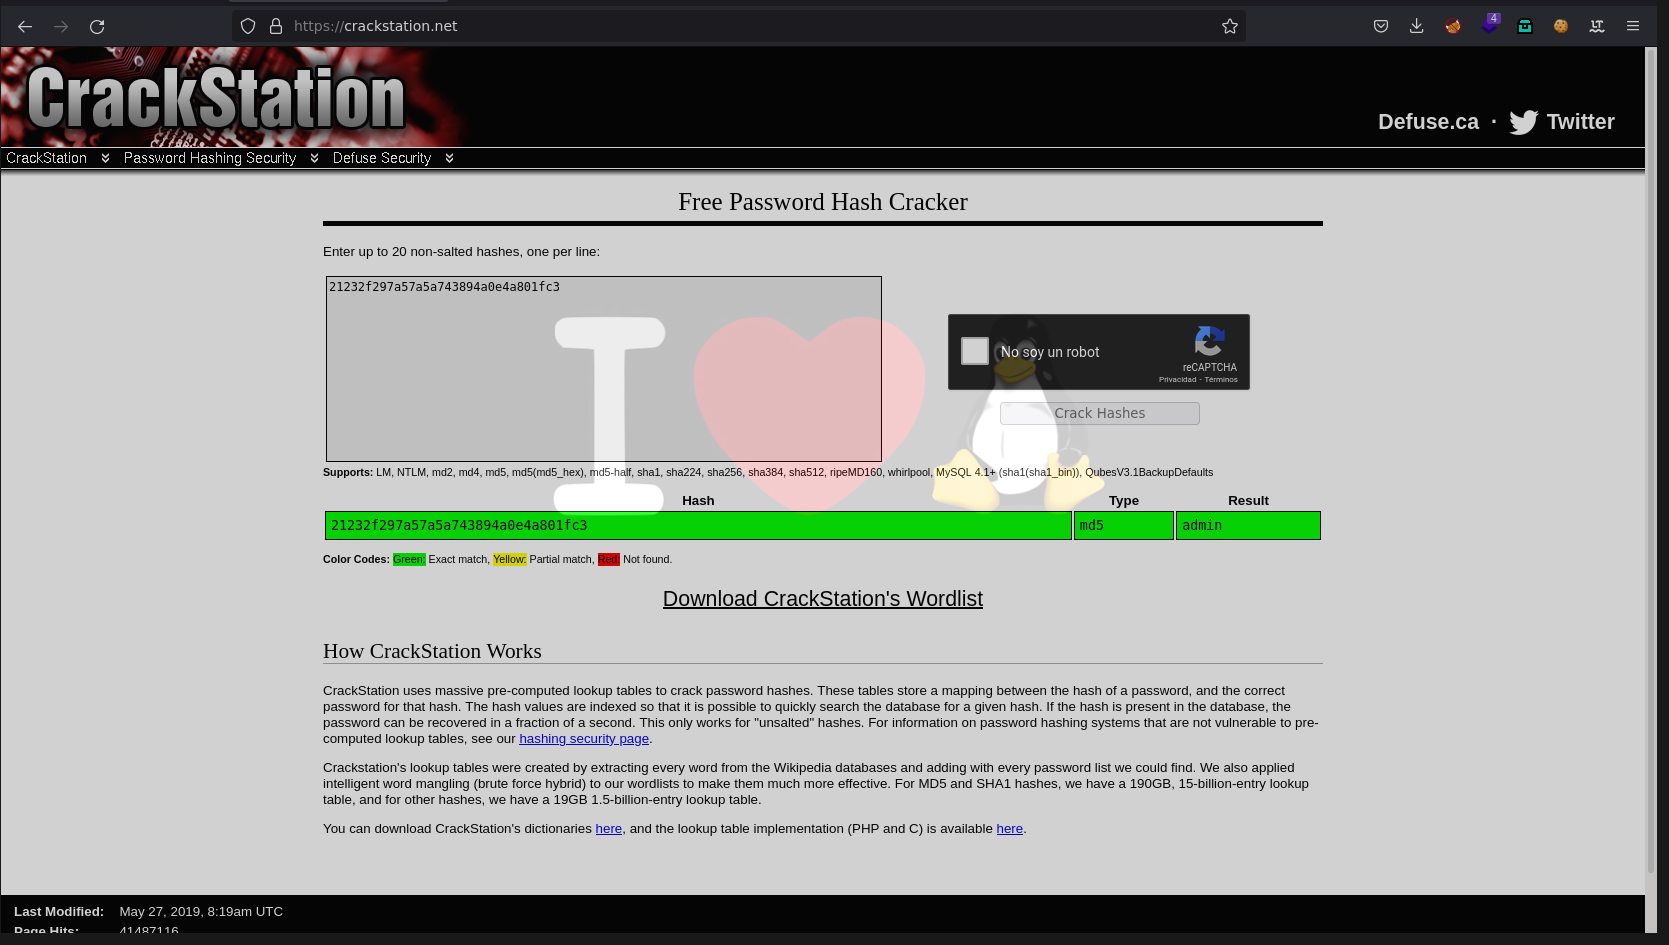 https://crackstation.net
4
CrackStation
Defuse.ca · Twitter
CrackStation Password Hashing Security Defuse Security
Free Password Hash Cracker
Enter up to 20 non-salted hashes, one per line:
21232f297a57a5a743894a0e4a801fc3
I
No soy un robot
reCAPTCHA
Privacidad - Términos
Crack Hashes
Supports: LM, NTLM, md2, md4, md5, md5(md5_hex), md5-half, sha1, sha224, sha256, sha384, sha512, ripeMD160, whirlpool, MySQL 4.1+ (sha1(sha1_bin)), QubesV3.1BackupDefaults
Hash Type Result
21232f297a57a5a743894a0e4a801fc3 md5 admin
Color Codes: Green: Exact match, Yellow: Partial match, Red: Not found.
Download CrackStation's Wordlist
How CrackStation Works
CrackStation uses massive pre-computed lookup tables to crack password hashes. These tables store a mapping between the hash of a password, and the correct
password for that hash. The hash values are indexed so that it is possible to quickly search the database for a given hash. If the hash is present in the database, the
password can be recovered in a fraction of a second. This only works for "unsalted" hashes. For information on password hashing systems that are not vulnerable to pre-
computed lookup tables, see our hashing security page.
Crackstation's lookup tables were created by extracting every word from the Wikipedia databases and adding with every password list we could find. We also applied
intelligent word mangling (brute force hybrid) to our wordlists to make them much more effective. For MD5 and SHA1 hashes, we have a 190GB, 15-billion-entry lookup
table, and for other hashes, we have a 19GB 1.5-billion-entry lookup table.
You can download CrackStation's dictionaries here, and the lookup table implementation (PHP and C) is available here.
Last Modified: May 27, 2019, 8:19am UTC
Page Hits: 41487116